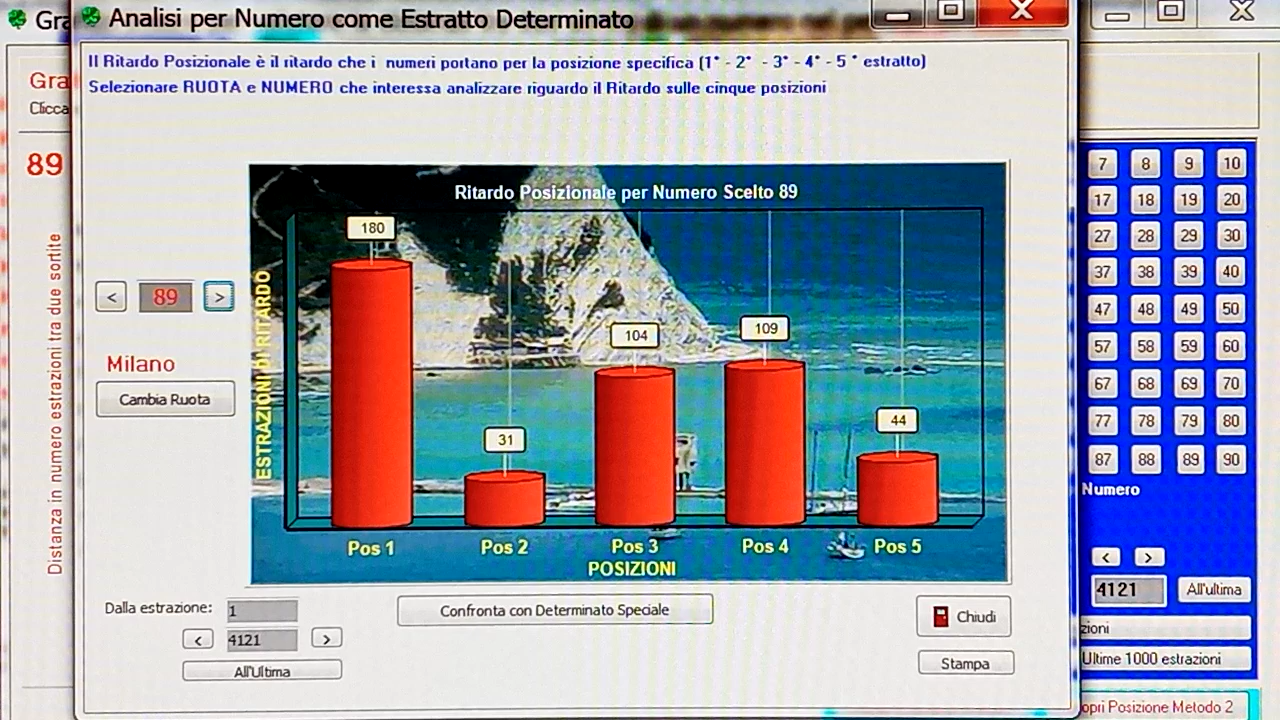 Gra
Analisi per Numero come Estratto Determinato
Il Ritardo Posizionale è il ritardo che i numeri portano per la posizione specifica (1° - 2° - 3° - 4° - 5 ° estratto)
Selezionare RUOTA e NUMERO che interessa analizzare riguardo il Ritardo sulle cinque posizioni
Gra
Clicca
89
Distanza in numero estrazioni tra due sortite
< 89 >
Milano
Cambia Ruota
Ritardo Posizionale per Numero Scelto 89
ESTRAZIONI DI RITARDO
180
31
104
109
44
Pos 1 Pos 2 Pos 3 Pos 4 Pos 5
POSIZIONI
Dalla estrazione: 1
< 4121 >
All'Ultima
Confronta con Determinato Speciale
Chiudi
Stampa
7 8 9 10
17 18 19 20
27 28 29 30
37 38 39 40
47 48 49 50
57 58 59 60
67 68 69 70
77 78 79 80
87 88 89 90
Numero
< >
4121 All'ultima
zioni
Ultime 1000 estrazioni
opri Posizione Metodo 2